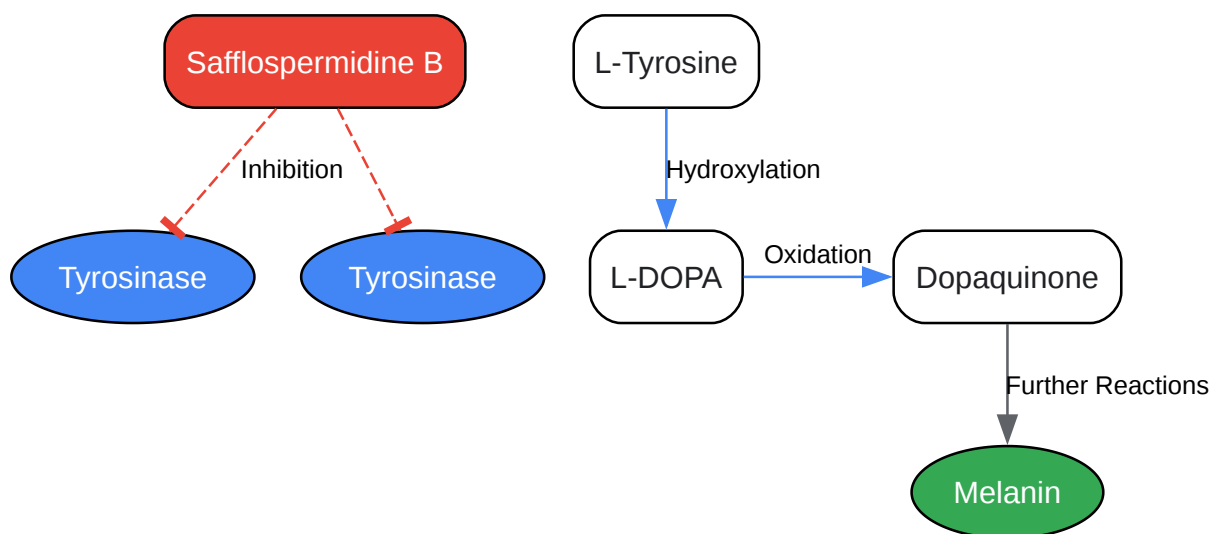 Safflospermidine B
L-Tyrosine
Inhibition
Hydroxylation
Tyrosinase
Tyrosinase
L-DOPA
Oxidation
Dopaquinone
Further Reactions
Melanin